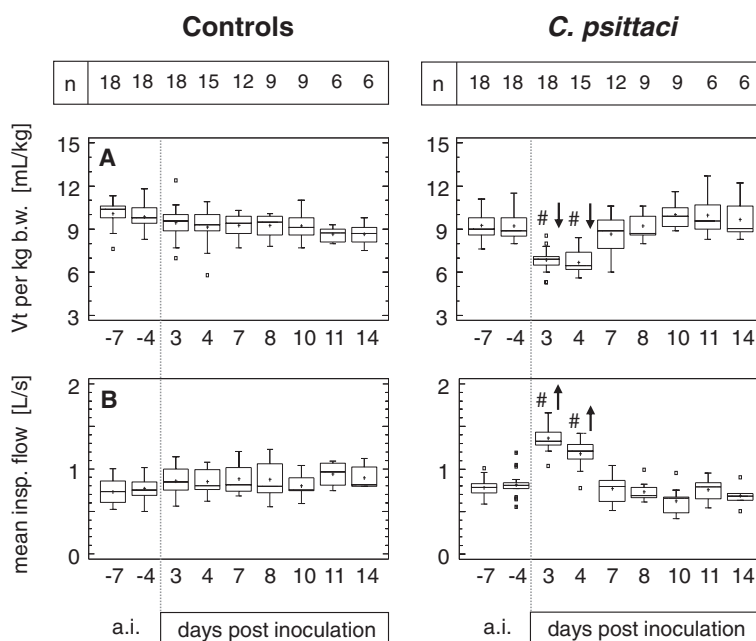 Controls
C. psittaci
n 18 18 18 15 12 9 9 6 6
n 18 18 18 15 12 9 9 6 6
Vt per kg b.w. [mL/kg]
A
15
12
9
6
3
-7 -4 3 4 7 8 10 11 14
15
12
9
6
3
# #
-7 -4 3 4 7 8 10 11 14
mean insp. flow [L/s]
B
2
1
0
-7 -4 3 4 7 8 10 11 14
2
1
0
# #
-7 -4 3 4 7 8 10 11 14
a.i. days post inoculation
a.i. days post inoculation